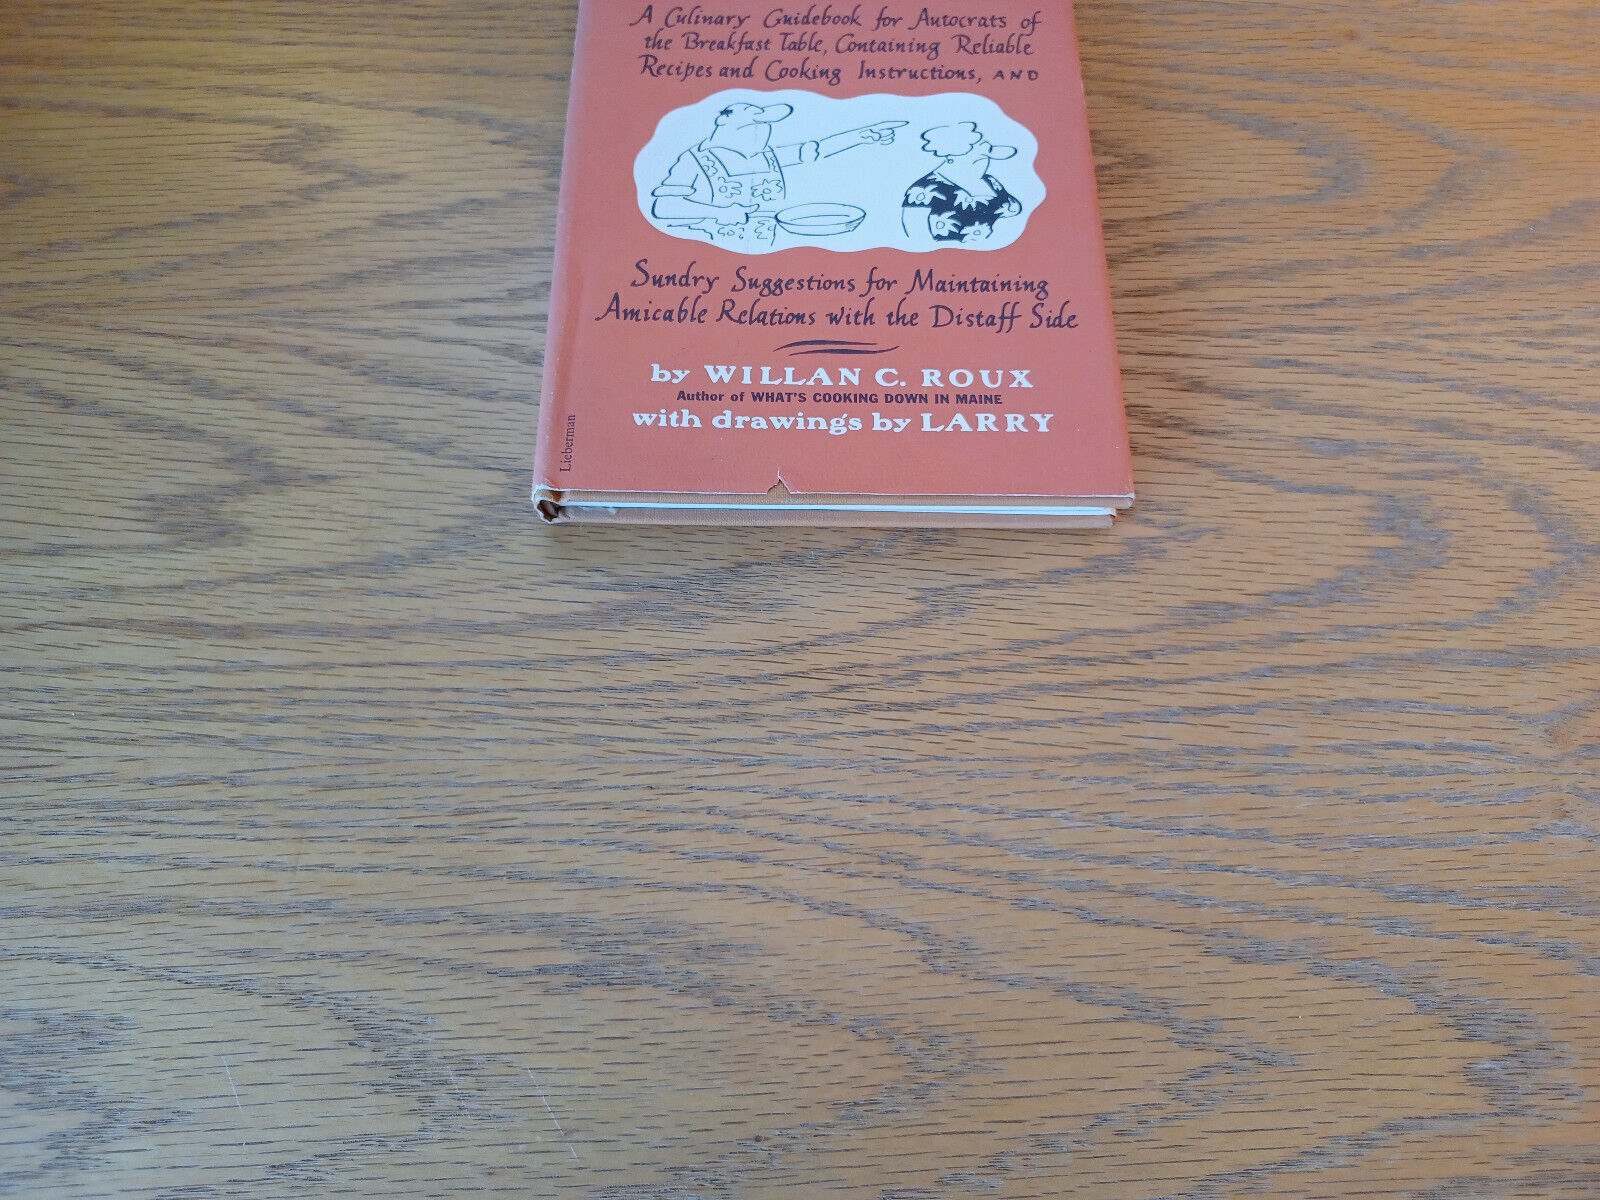 A Culinary Guidebook for Autocrats of
the Breakfast Table, Containing Reliable
Recipes and Cooking Instructions, AND
Sundry Suggestions for Maintaining
Amicable Relations with the Distaff Side
by WILLAN C. ROUX
Author of WHAT'S COOKING DOWN IN MAINE
with drawings by LARRY
Lieberman